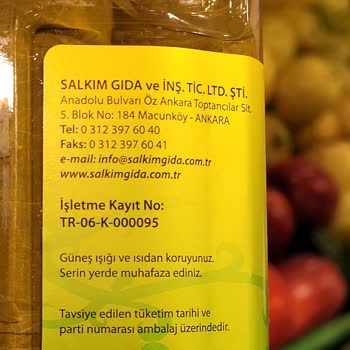 SALKIM GIDA ve İNŞ. TİC. LTD. ŞTİ.
Anadolu Bulvarı Öz Ankara Toptancılar Sit.
5. Blok No: 184 Macunköy - ANKARA
Tel: 0 312 397 60 40
Faks: 0 312 397 60 41
e-mail: info@salkimgida.com.tr
www.salkimgida.com.tr
İşletme Kayıt No:
TR-06-K-000095
Güneş ışığı ve ısıdan koruyunuz.
Serin yerde muhafaza ediniz.
Tavsiye edilen tüketim tarihi ve
parti numarası ambalaj üzerindedir.